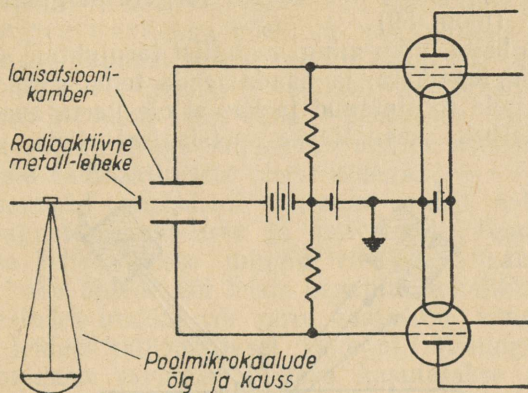 Ionisatsiooni-
kamber
Radioaktiivne
metall-leheke
Poolmikrokaalude
õlg ja kauss